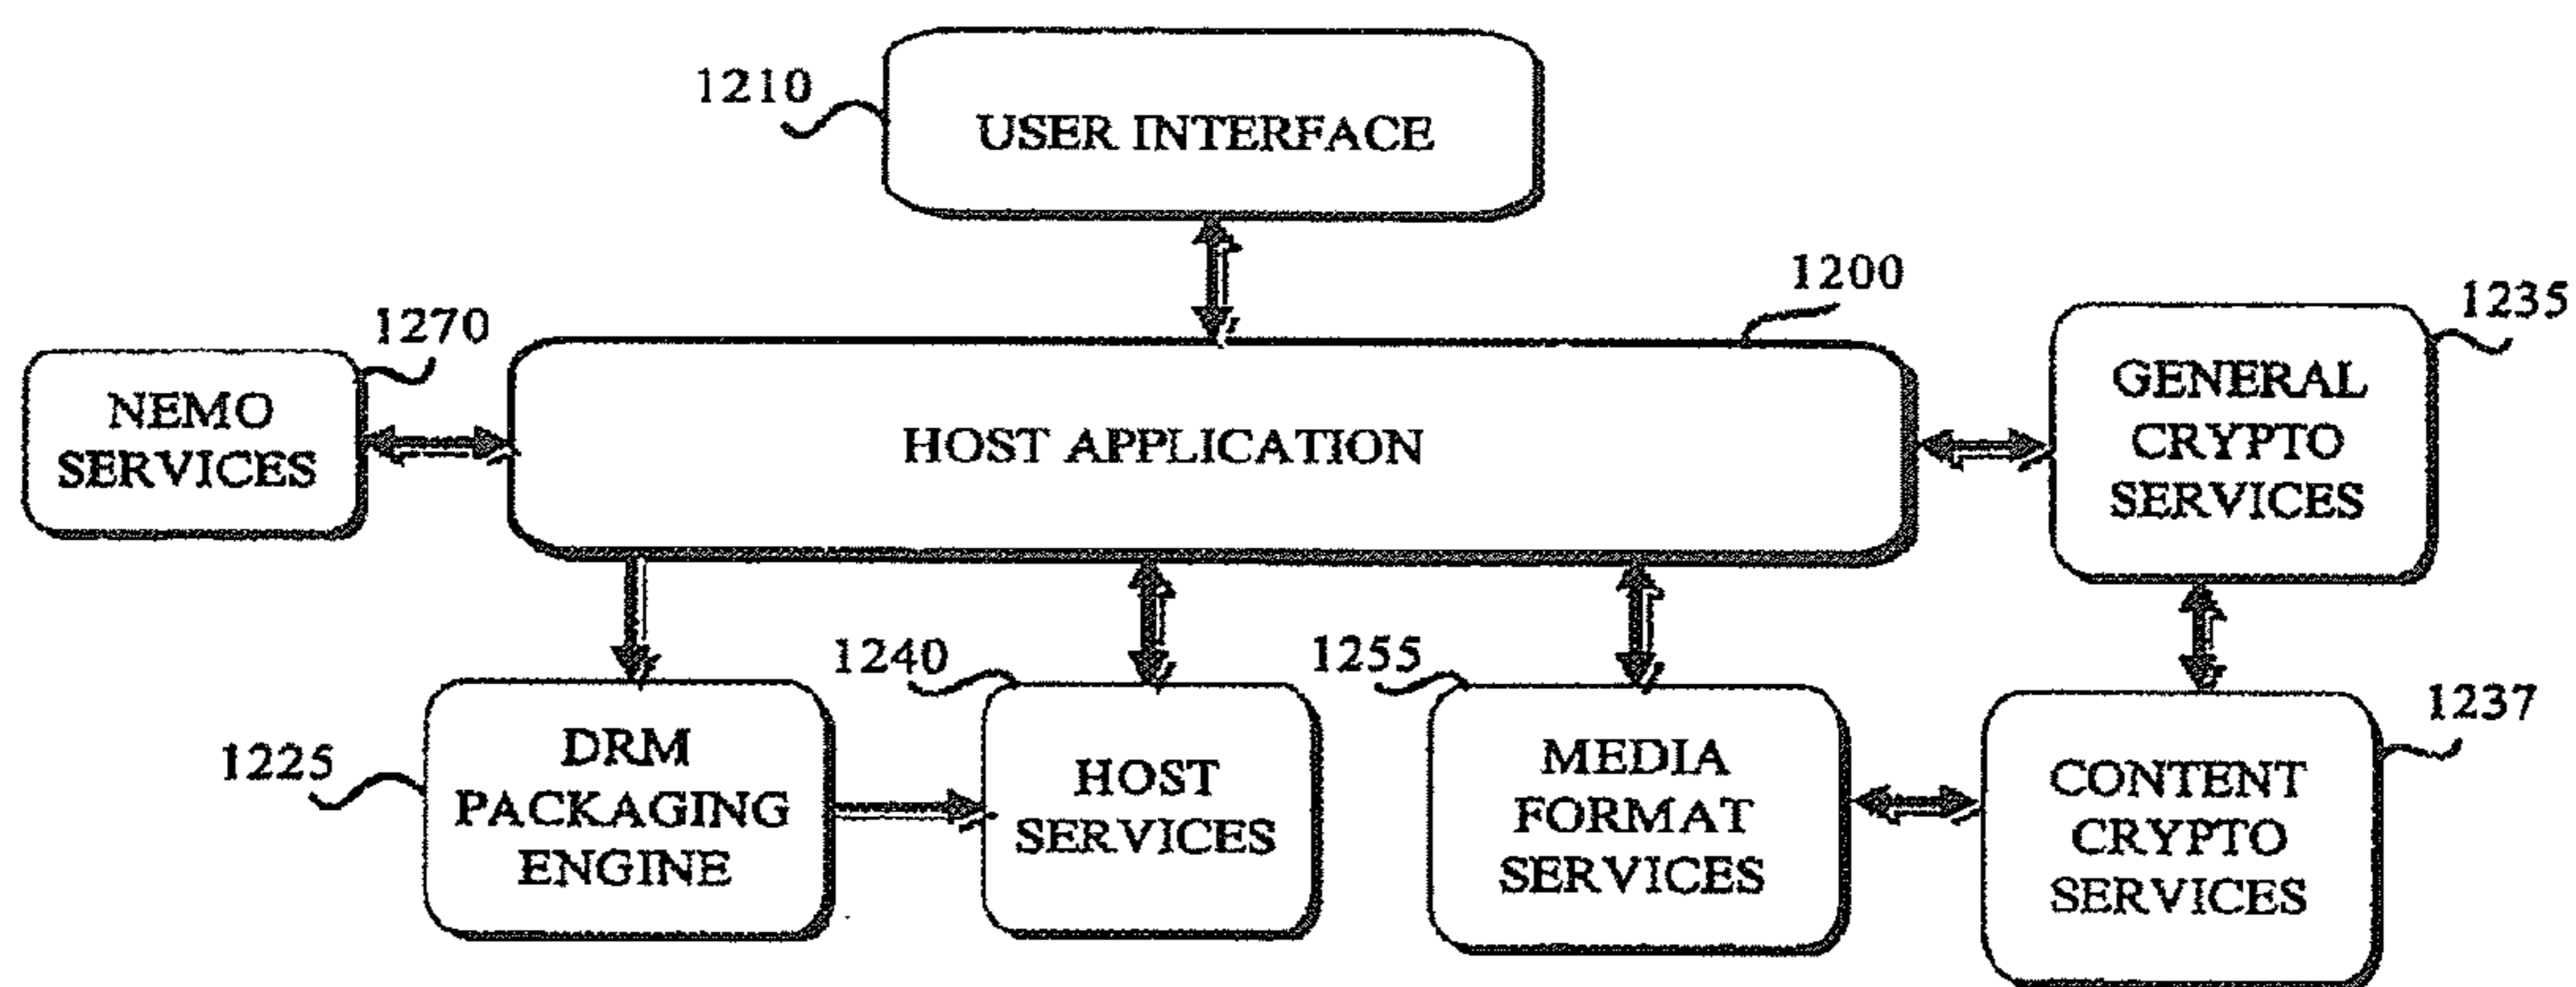 1210
USER INTERFACE
1200
1235
1270
NEMO
SERVICES
HOST APPLICATION
GENERAL
CRYPTO
SERVICES
1240
1255
1237
1225
DRM
PACKAGING
ENGINE
HOST
SERVICES
MEDIA
FORMAT
SERVICES
CONTENT
CRYPTO
SERVICES